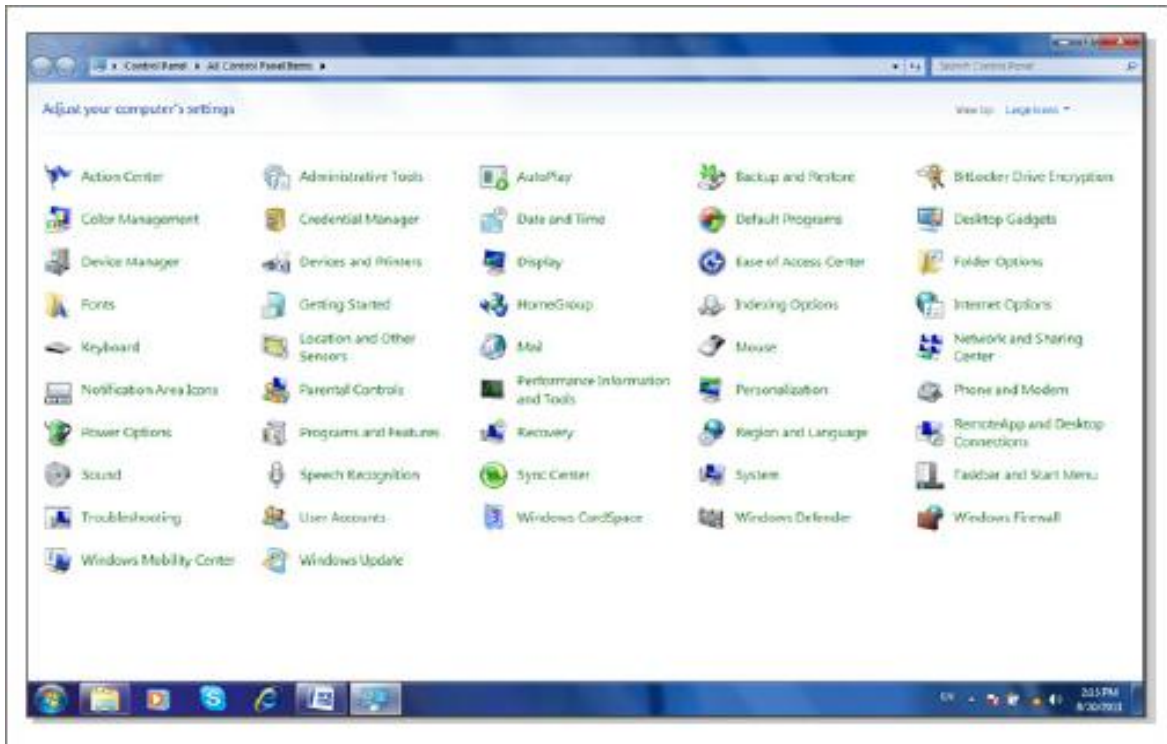 Control Panel All Control Panel Items
Search Control Panel
Adjust your computer's settings
View by: Large icons
Action Center
Administrative Tools
AutoPlay
Backup and Restore
BitLocker Drive Encryption
Color Management
Credential Manager
Date and Time
Default Programs
Desktop Gadgets
Device Manager
Devices and Printers
Display
Ease of Access Center
Folder Options
Fonts
Getting Started
HomeGroup
Indexing Options
Internet Options
Keyboard
Location and Other
Sensors
Mail
Mouse
Network and Sharing
Center
Notification Area Icons
Parental Controls
Performance Information
and Tools
Personalization
Phone and Modem
Power Options
Programs and Features
Recovery
Region and Language
RemoteApp and Desktop
Connections
Sound
Speech Recognition
Sync Center
System
Taskbar and Start Menu
Troubleshooting
User Accounts
Windows CardSpace
Windows Defender
Windows Firewall
Windows Mobility Center
Windows Update
EN
PM